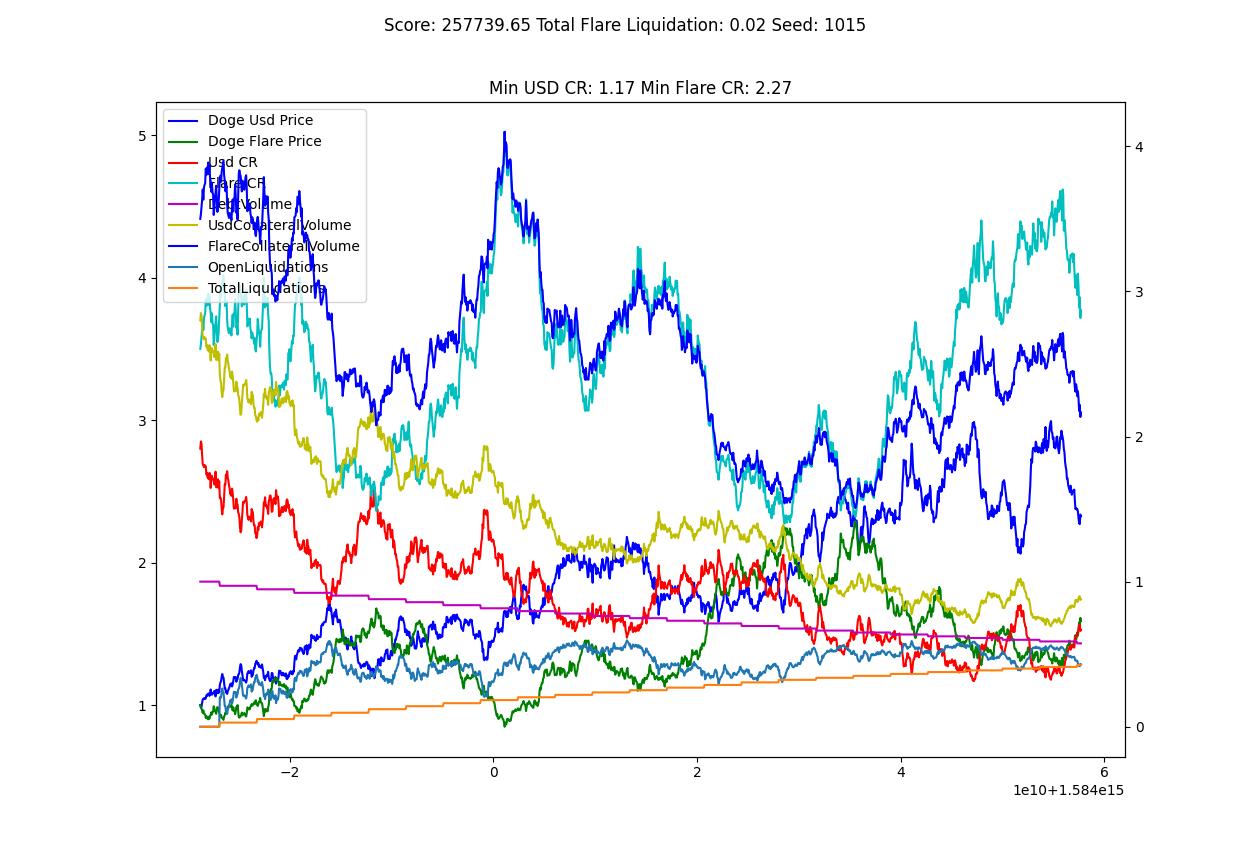 Score: 257739.65 Total Flare Liquidation: 0.02 Seed: 1015
Min USD CR: 1.17 Min Flare CR: 2.27
Doge Usd Price
Doge Flare Price
Usd CR
Flare CR
DebtVolume
UsdCollateralVolume
FlareCollateralVolume
OpenLiquidations
TotalLiquidations
5
4
3
2
1
4
3
2
1
0
−2
0
2
4
6
1e10+1.584e15